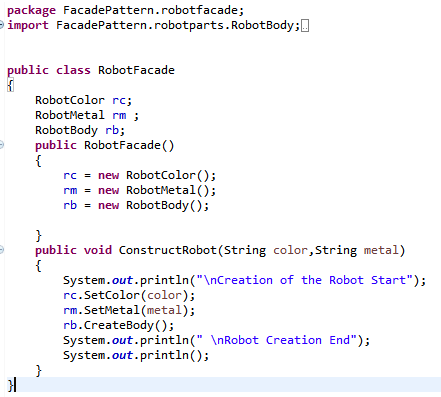 package FacadePattern.robotfacade;
import FacadePattern.robotparts.RobotBody;
public class RobotFacade
{
RobotColor rc;
RobotMetal rm ;
RobotBody rb;
public RobotFacade()
{
rc = new RobotColor();
rm = new RobotMetal();
rb = new RobotBody();
}
public void ConstructRobot(String color,String metal)
{
System.out.println("\nCreation of the Robot Start");
rc.SetColor(color);
rm.SetMetal(metal);
rb.CreateBody();
System.out.println(" \nRobot Creation End");
System.out.println();
}
}